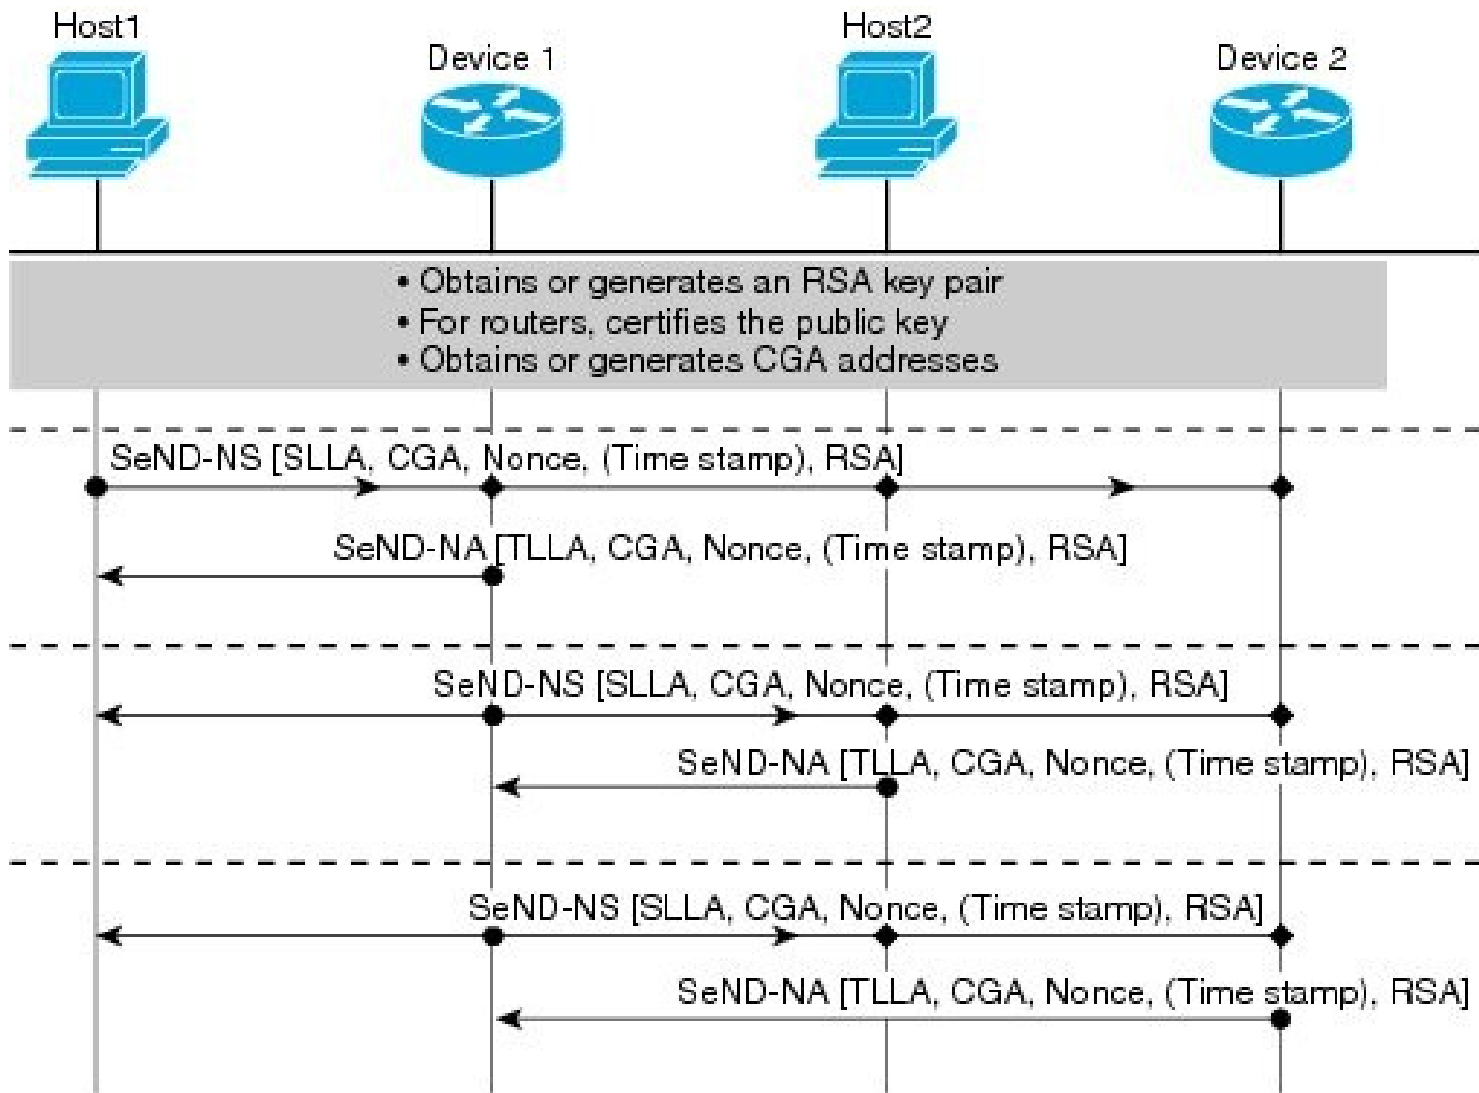 Host1
Device 1
Host2
Device 2
• Obtains or generates an RSA key pair
• For routers, certifies the public key
• Obtains or generates CGA addresses
SeND-NS [SLLA, CGA, Nonce, (Time stamp), RSA]
SeND-NA [TLLA, CGA, Nonce, (Time stamp), RSA]
SeND-NS [SLLA, CGA, Nonce, (Time stamp), RSA]
SeND-NA [TLLA, CGA, Nonce, (Time stamp), RSA]
SeND-NS [SLLA, CGA, Nonce, (Time stamp), RSA]
SeND-NA [TLLA, CGA, Nonce, (Time stamp), RSA]